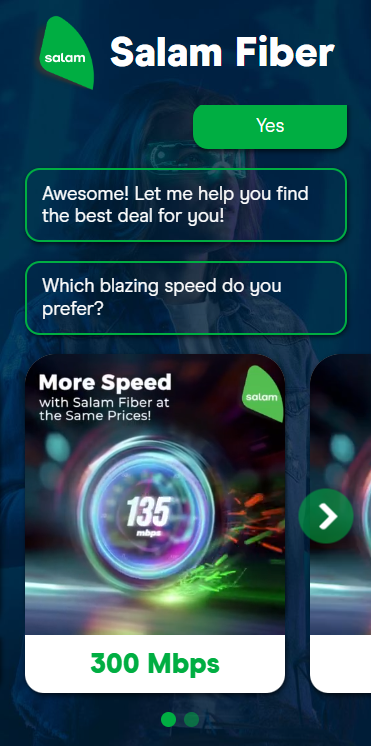 salam
Salam Fiber
Yes
Awesome! Let me help you find
the best deal for you!
Which blazing speed do you
prefer?
More Speed
with Salam Fiber at
the Same Prices!
salam
135
mbps
300 Mbps